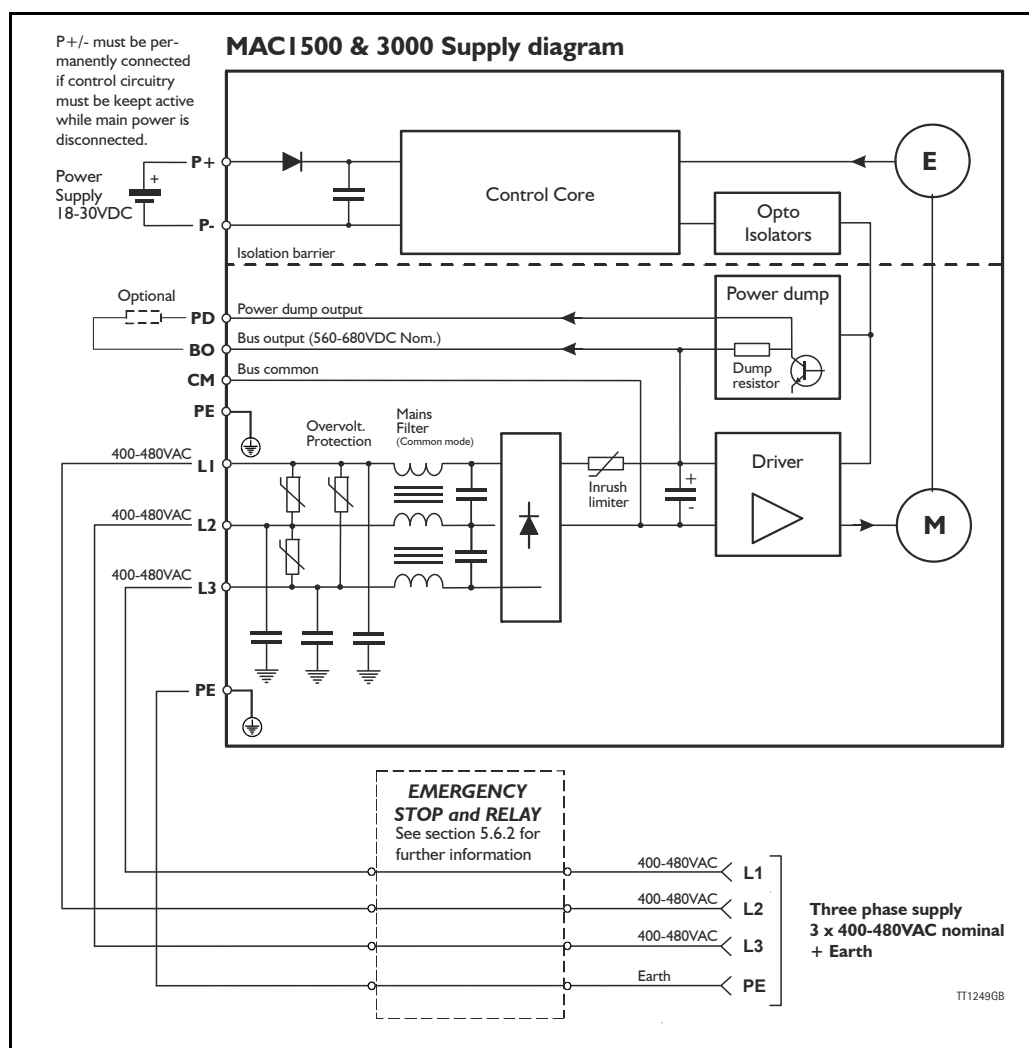 P+/- must be per-
manently connected
if control circuitry
must be keept active
while main power is
disconnected.
MAC1500 & 3000 Supply diagram
P+
Power
Supply
18-30VDC
+
P-
Control Core
E
Opto
Isolators
Isolation barrier
Optional
PD
Power dump output
Power dump
BO
Bus output (560-680VDC Nom.)
Dump
resistor
CM
Bus common
PE
Overvolt.
Protection
Mains
Filter
(Common mode)
400-480VAC
L1
Inrush
limiter
+
-
Driver
400-480VAC
L2
M
400-480VAC
L3
PE
EMERGENCY
STOP and RELAY
See section 5.6.2 for
further information
400-480VAC
L1
400-480VAC
L2
400-480VAC
L3
Earth
PE
Three phase supply
3 x 400-480VAC nominal
+ Earth
TT1249GB